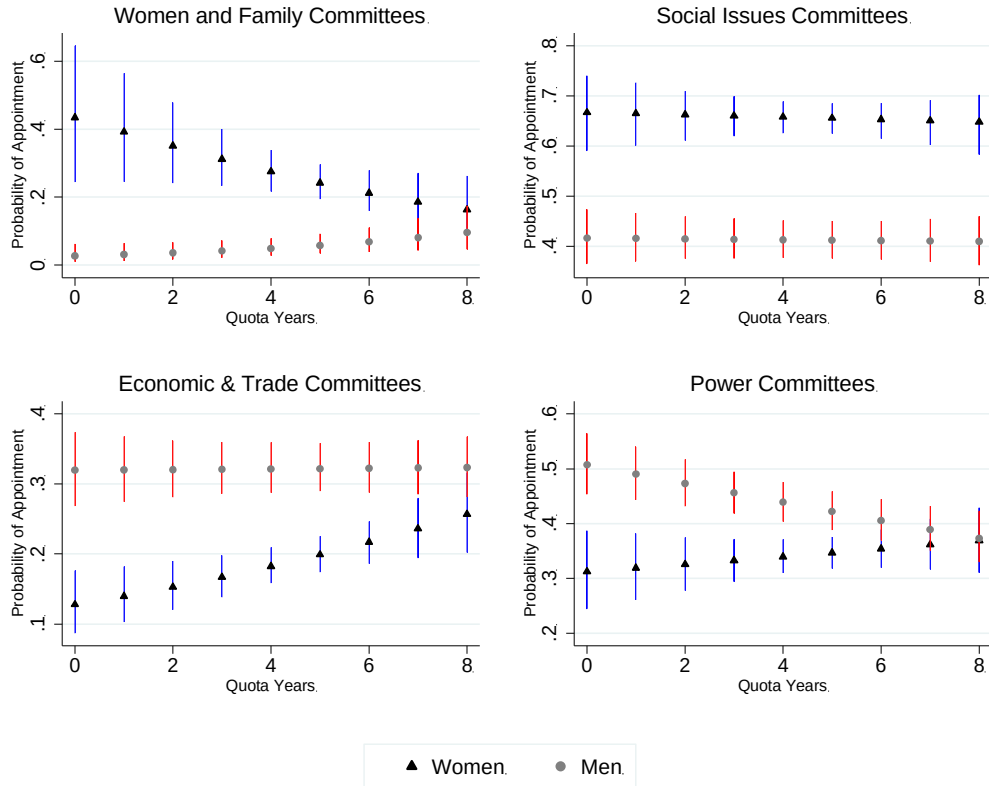 Women and Family Committees.
Probability of Appointment
0. .2. .4. .6.
0 2 4 6 8.
Quota Years.
Social Issues Committees.
Probability of Appointment
.4. .5. .6. .7. .8.
0 2 4 6 8.
Quota Years.
Economic & Trade Committees.
Probability of Appointment
.1. .2. .3. .4.
0 2 4 6 8.
Quota Years.
Power Committees.
Probability of Appointment
.2. .3. .4. .5. .6.
0 2 4 6 8.
Quota Years.
Women. Men.